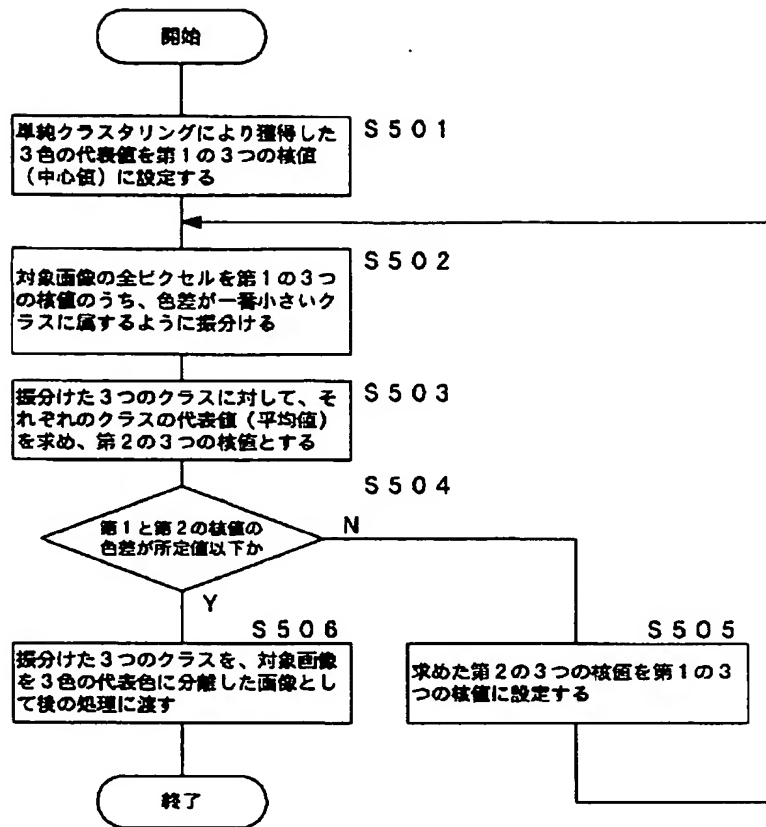 開始
S501
単純クラスタリングにより獲得した
3色の代表値を第1の3つの核値
（中心値）に設定する
S502
対象画像の全ピクセルを第1の3つ
の核値のうち、色差が一番小さいク
ラスに属するように振分ける
S503
振分けた3つのクラスに対して、そ
れぞれのクラスの代表値（平均値）
を求め、第2の3つの核値とする
S504
第1と第2の核値の
色差が所定値以下か
N
Y
S506
振分けた3つのクラスを、対象画像
を3色の代表色に分離した画像とし
て後の処理に渡す
S505
求めた第2の3つの核値を第1の3
つの核値に設定する
終了